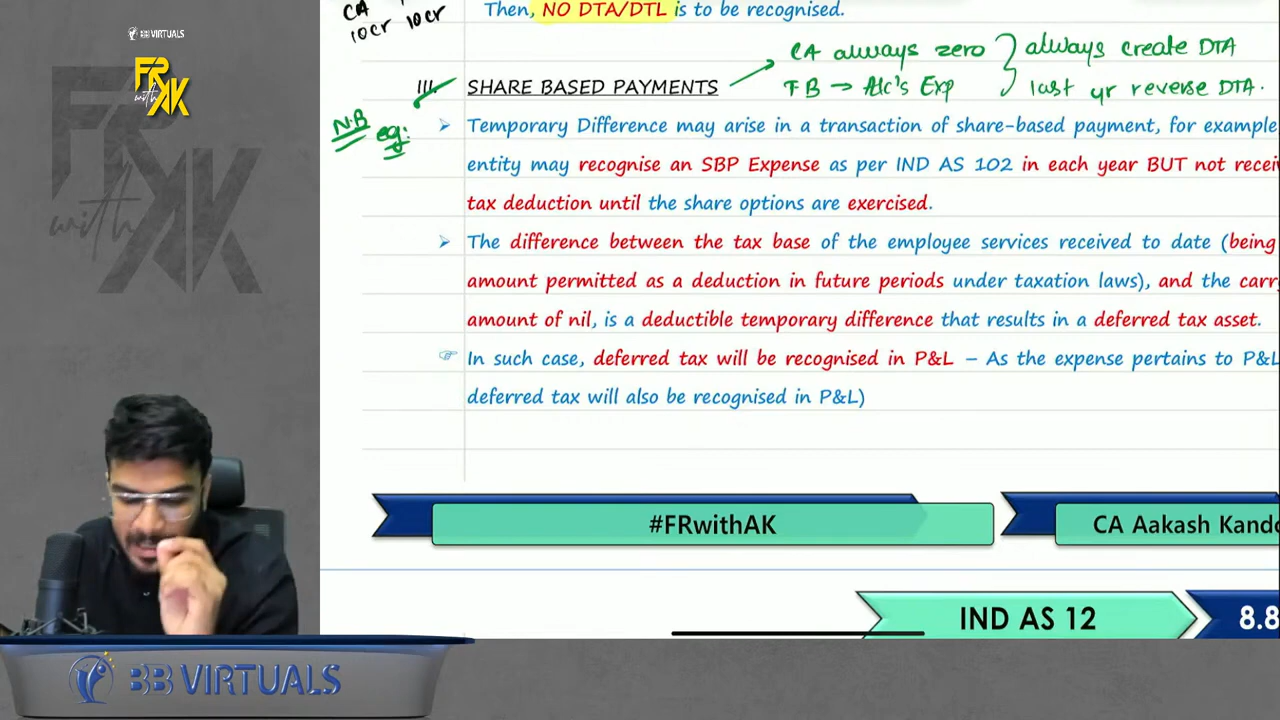 CA
10cr 10cr
Then, NO DTA/DTL is to be recognised.
BB VIRTUALS
FR
with
AK
CA always zero } always create DTA
III. SHARE BASED PAYMENTS
TB → A/c's Exp } last yr reverse DTA.
N.B eg:
Temporary Difference may arise in a transaction of share-based payment, for example
entity may recognise an SBP Expense as per IND AS 102 in each year BUT not recei
tax deduction until the share options are exercised.
The difference between the tax base of the employee services received to date (being
amount permitted as a deduction in future periods under taxation laws), and the carry
amount of nil, is a deductible temporary difference that results in a deferred tax asset.
In such case, deferred tax will be recognised in P&L – As the expense pertains to P&L
deferred tax will also be recognised in P&L)
FR
with
AK
#FRwithAK
CA Aakash Kando
IND AS 12
8.8
BB VIRTUALS